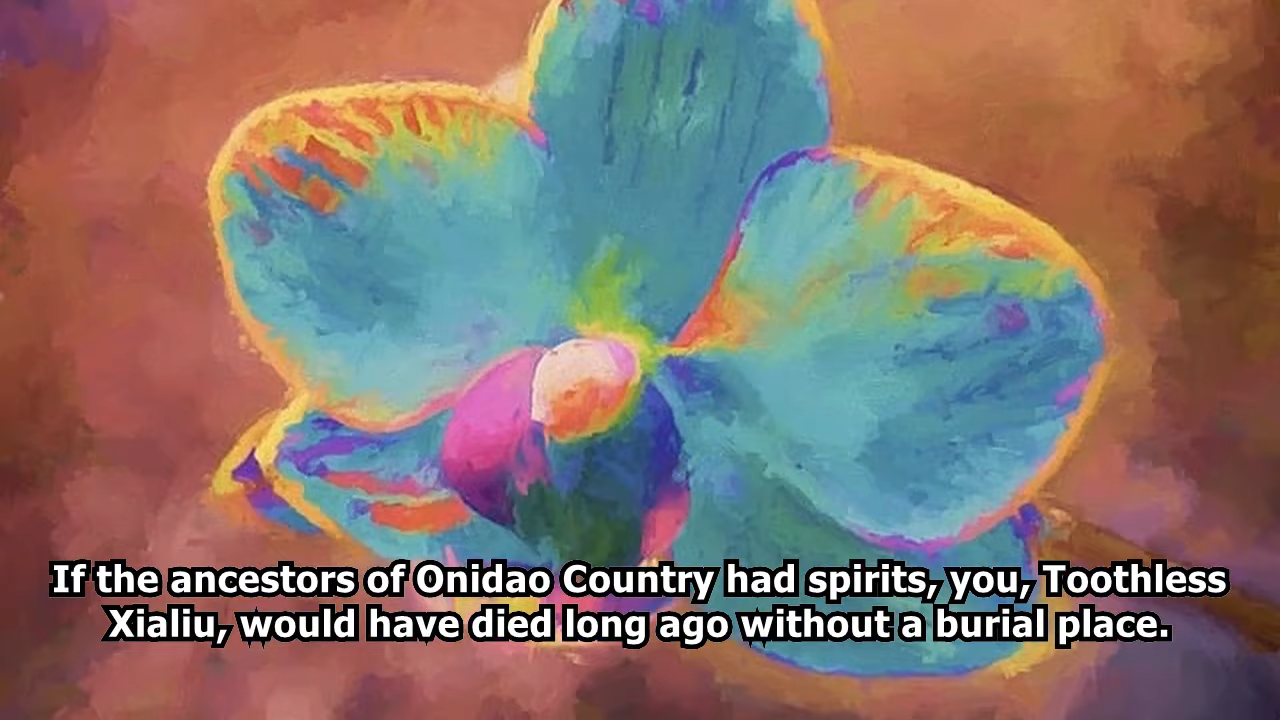 If the ancestors of Onidao Country had spirits, you, Toothless
Xialiu, would have died long ago without a burial place.